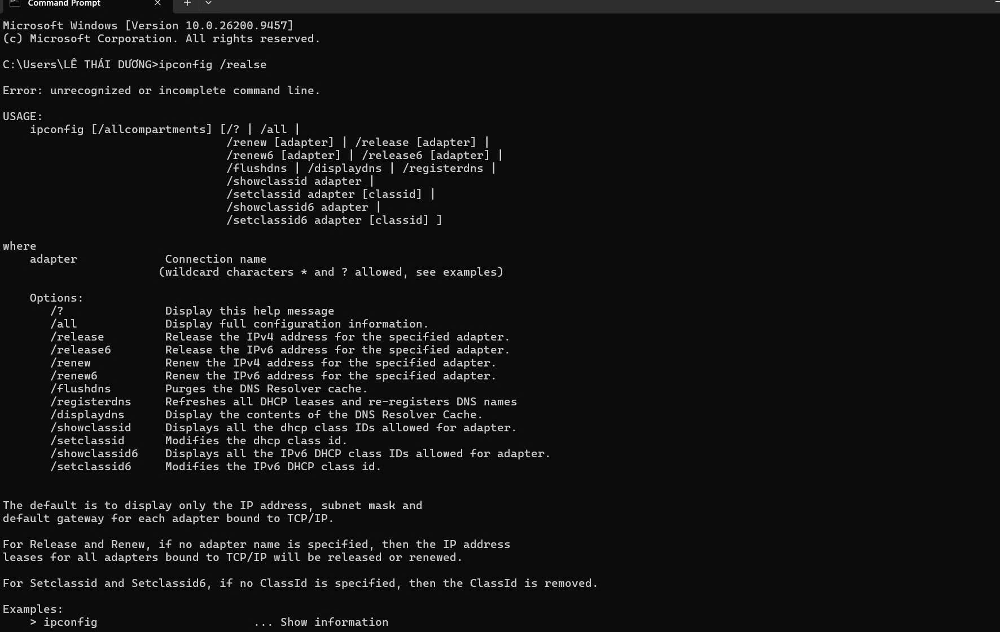 Command Prompt
Microsoft Windows [Version 10.0.26200.9457]
(c) Microsoft Corporation. All rights reserved.
C:\Users\LÊ THÁI DƯƠNG>ipconfig /realse
Error: unrecognized or incomplete command line.
USAGE:
    ipconfig [/allcompartments] [/? | /all |
                                 /renew [adapter] | /release [adapter] |
                                 /renew6 [adapter] | /release6 [adapter] |
                                 /flushdns | /displaydns | /registerdns |
                                 /showclassid adapter |
                                 /setclassid adapter [classid] |
                                 /showclassid6 adapter |
                                 /setclassid6 adapter [classid] ]
where
    adapter             Connection name
                       (wildcard characters * and ? allowed, see examples)
    Options:
       /?               Display this help message
       /all             Display full configuration information.
       /release         Release the IPv4 address for the specified adapter.
       /release6        Release the IPv6 address for the specified adapter.
       /renew           Renew the IPv4 address for the specified adapter.
       /renew6          Renew the IPv6 address for the specified adapter.
       /flushdns        Purges the DNS Resolver cache.
       /registerdns     Refreshes all DHCP leases and re-registers DNS names
       /displaydns      Display the contents of the DNS Resolver Cache.
       /showclassid     Displays all the dhcp class IDs allowed for adapter.
       /setclassid      Modifies the dhcp class id.
       /showclassid6    Displays all the IPv6 DHCP class IDs allowed for adapter.
       /setclassid6     Modifies the IPv6 DHCP class id.
The default is to display only the IP address, subnet mask and
default gateway for each adapter bound to TCP/IP.
For Release and Renew, if no adapter name is specified, then the IP address
leases for all adapters bound to TCP/IP will be released or renewed.
For Setclassid and Setclassid6, if no ClassId is specified, then the ClassId is removed.
Examples:
    > ipconfig                       ... Show information